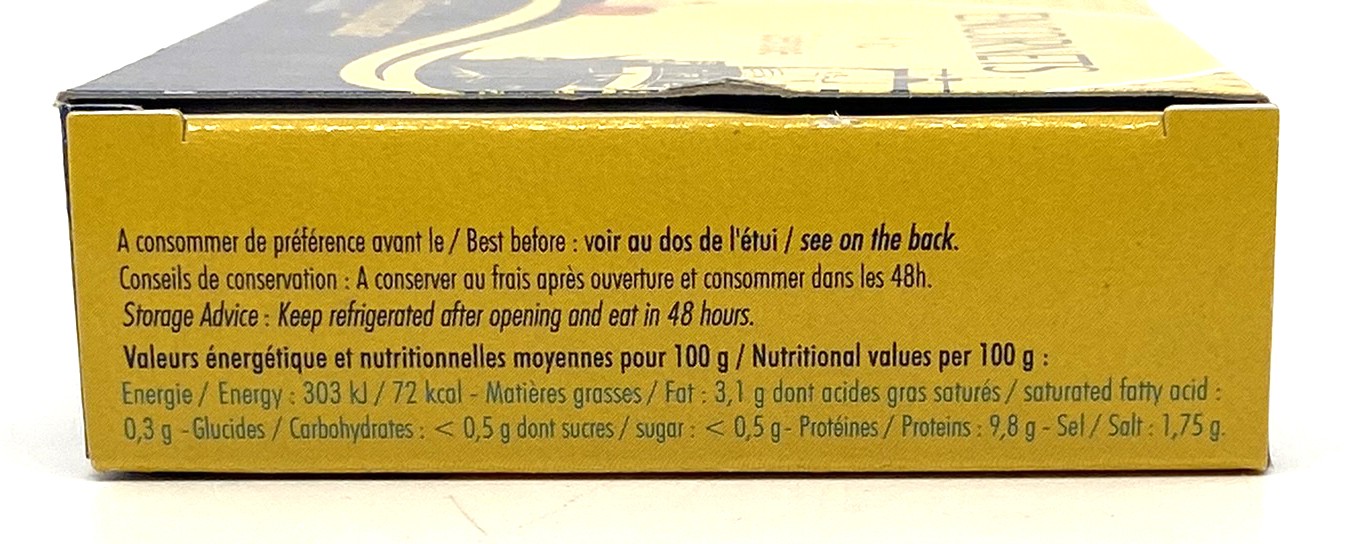 ENCORNETS
A consommer de préférence avant le / Best before : voir au dos de l'étui / see on the back.
Conseils de conservation : A conserver au frais après ouverture et consommer dans les 48h.
Storage Advice : Keep refrigerated after opening and eat in 48 hours.
Valeurs énergétique et nutritionnelles moyennes pour 100 g / Nutritional values per 100 g :
Energie / Energy : 303 kJ / 72 kcal - Matières grasses / Fat : 3,1 g dont acides gras saturés / saturated fatty acid :
0,3 g -Glucides / Carbohydrates : < 0,5 g dont sucres / sugar : < 0,5 g- Protéines / Proteins : 9,8 g - Sel / Salt : 1,75 g.